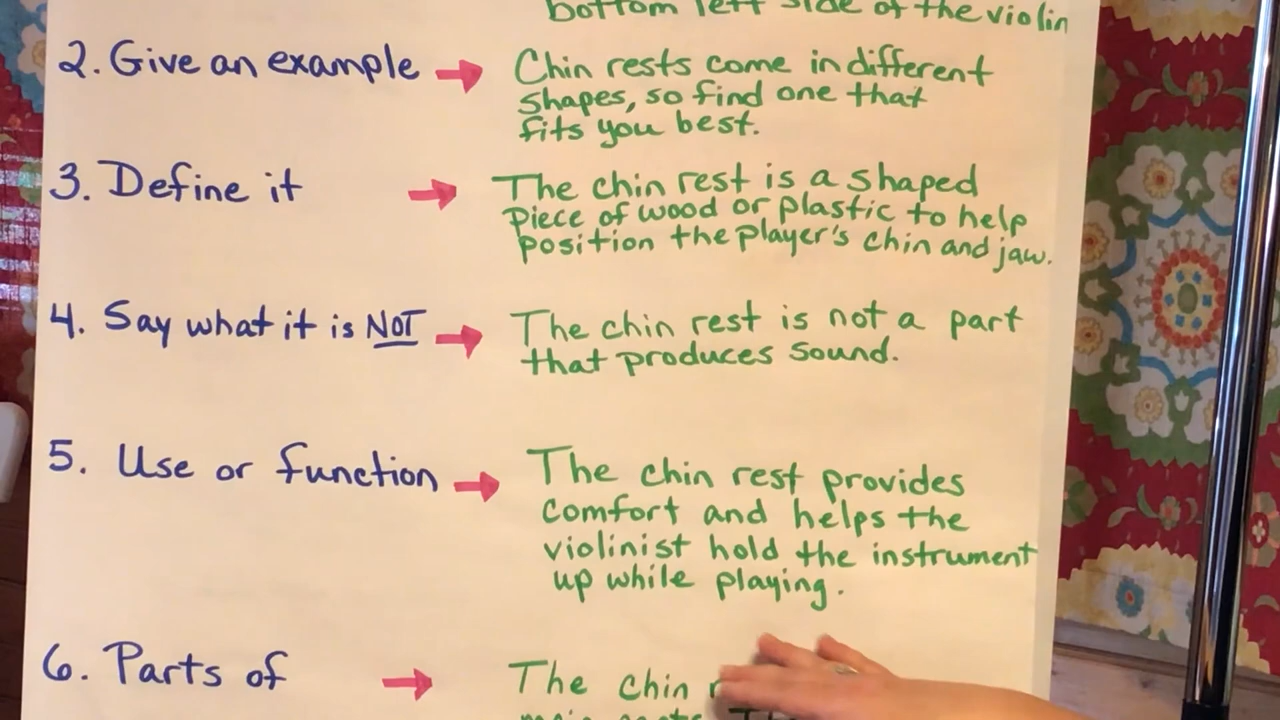 bottom left side of the violin
2. Give an example → Chin rests come in different
shapes, so find one that
fits you best.
3. Define it → The chin rest is a shaped
piece of wood or plastic to help
position the player's chin and jaw.
4. Say what it is NOT → The chin rest is not a part
that produces sound.
5. Use or function → The chin rest provides
comfort and helps the
violinist hold the instrument
up while playing.
6. Parts of → The chin